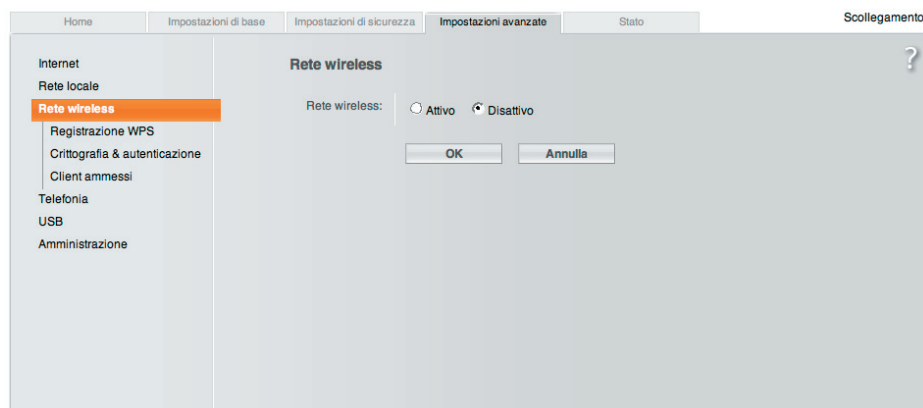 Home Impostazioni di base Impostazioni di sicurezza Impostazioni avanzate Stato Scollegamento
?
Internet
Rete locale
Rete wireless
Registrazione WPS
Crittografia & autenticazione
Client ammessi
Telefonia
USB
Amministrazione
Rete wireless
Rete wireless: Attivo Disattivo
OK Annulla